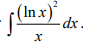 ∫ (ln x)² / x dx .